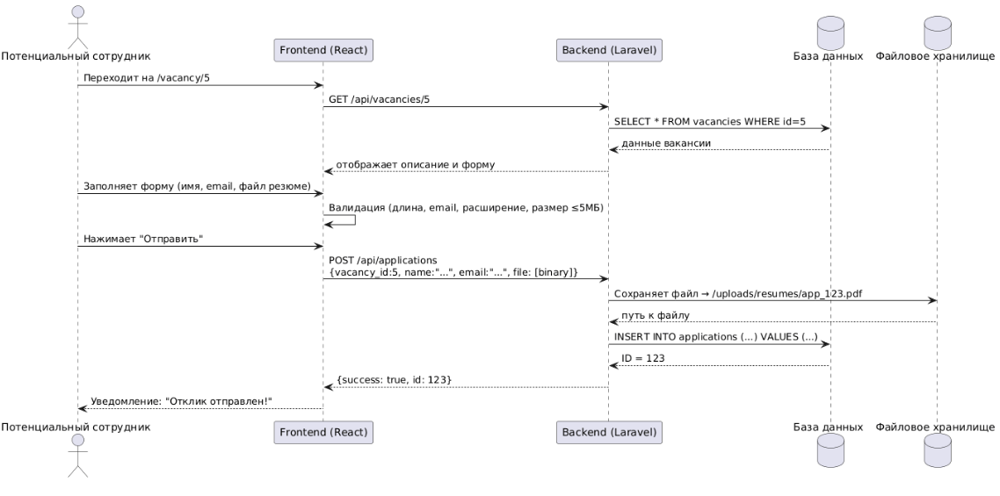 Потенциальный сотрудник
Frontend (React)
Backend (Laravel)
База данных
Файловое хранилище
Переходит на /vacancy/5
GET /api/vacancies/5
SELECT * FROM vacancies WHERE id=5
данные вакансии
отображает описание и форму
Заполняет форму (имя, email, файл резюме)
Валидация (длина, email, расширение, размер ≤5МБ)
Нажимает "Отправить"
POST /api/applications
{vacancy_id:5, name:"...", email:"...", file: [binary]}
Сохраняет файл → /uploads/resumes/app_123.pdf
путь к файлу
INSERT INTO applications (...) VALUES (...)
ID = 123
{success: true, id: 123}
Уведомление: "Отклик отправлен!"
Потенциальный сотрудник
Frontend (React)
Backend (Laravel)
База данных
Файловое хранилище